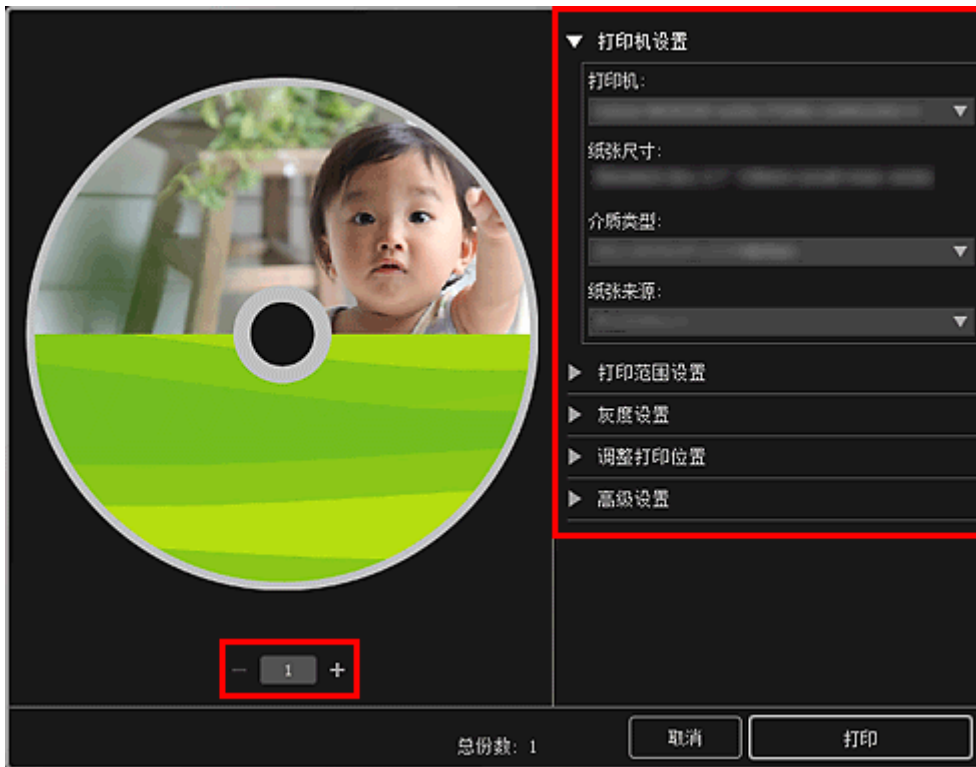 打印机设置
打印机:
纸张尺寸:
介质类型:
纸张来源:
打印范围设置
灰度设置
调整打印位置
高级设置
1
总份数: 1
取消
打印